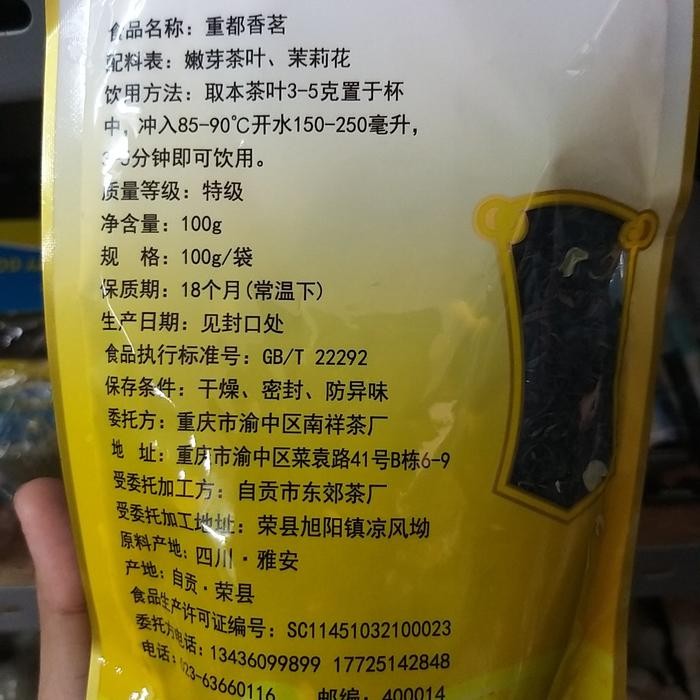 食品名称：重都香茗
配料表：嫩芽茶叶、茉莉花
饮用方法：取本茶叶3-5克置于杯
中，冲入85-90℃开水150-250毫升，
分钟即可饮用。
质量等级：特级
净含量：100g
规 格：100g/袋
保质期：18个月(常温下)
生产日期：见封口处
食品执行标准号：GB/T 22292
保存条件：干燥、密封、防异味
委托方：重庆市渝中区南祥茶厂
地 址：重庆市渝中区菜袁路41号B栋6-9
受委托加工方：自贡市东郊茶厂
受委托加工地址：荣县旭阳镇凉风坳
原料产地：四川·雅安
产地：自贡·荣县
食品生产许可证编号：SC11451032100023
委托方电话：13436099899 17725142848
电话：023-63660116 邮编：400014